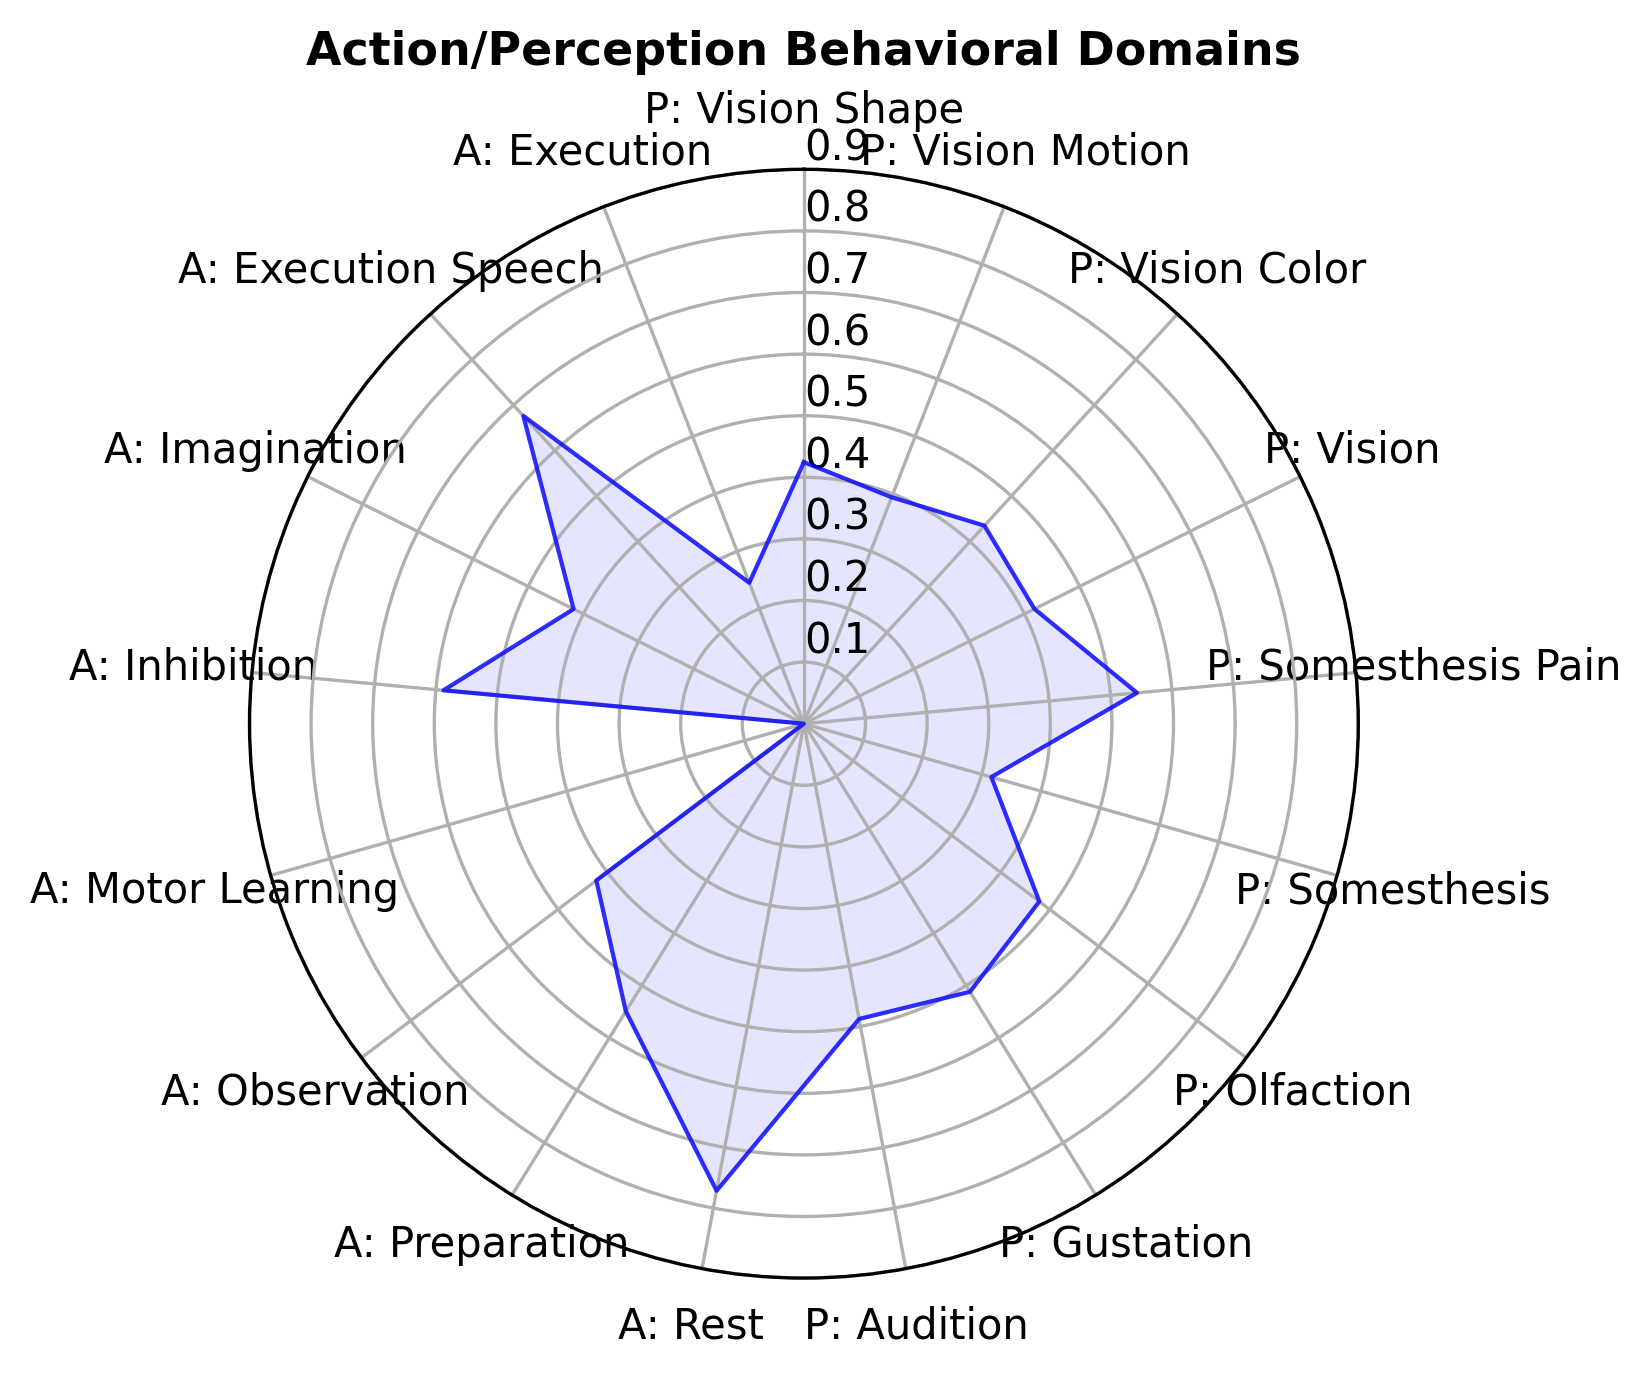 Action/Perception Behavioral Domains
P: Vision Shape
A: Execution
0.9
P: Vision Motion
0.8
A: Execution Speech
0.7
P: Vision Color
0.6
0.5
A: Imagination
0.4
P: Vision
0.3
0.2
0.1
A: Inhibition
P: Somesthesis Pain
A: Motor Learning
P: Somesthesis
A: Observation
P: Olfaction
A: Preparation
P: Gustation
A: Rest
P: Audition